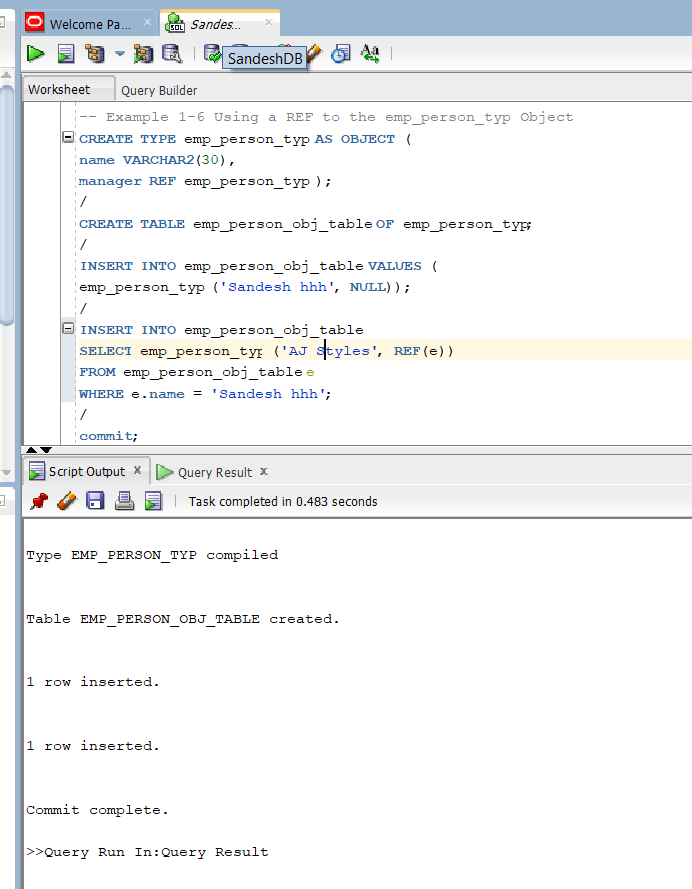 Welcome Pa... × Sandes... ×
SQL
SandeshDB
Worksheet Query Builder
-- Example 1-6 Using a REF to the emp_person_typ Object
CREATE TYPE emp_person_typ AS OBJECT (
name VARCHAR2(30),
manager REF emp_person_typ );
/
CREATE TABLE emp_person_obj_table OF emp_person_typ;
/
INSERT INTO emp_person_obj_table VALUES (
emp_person_typ ('Sandesh hhh', NULL));
/
INSERT INTO emp_person_obj_table
SELECT emp_person_typ ('AJ Styles', REF(e))
FROM emp_person_obj_table e
WHERE e.name = 'Sandesh hhh';
/
commit;
Script Output × Query Result ×
Task completed in 0.483 seconds
Type EMP_PERSON_TYP compiled
Table EMP_PERSON_OBJ_TABLE created.
1 row inserted.
1 row inserted.
Commit complete.
>>Query Run In:Query Result